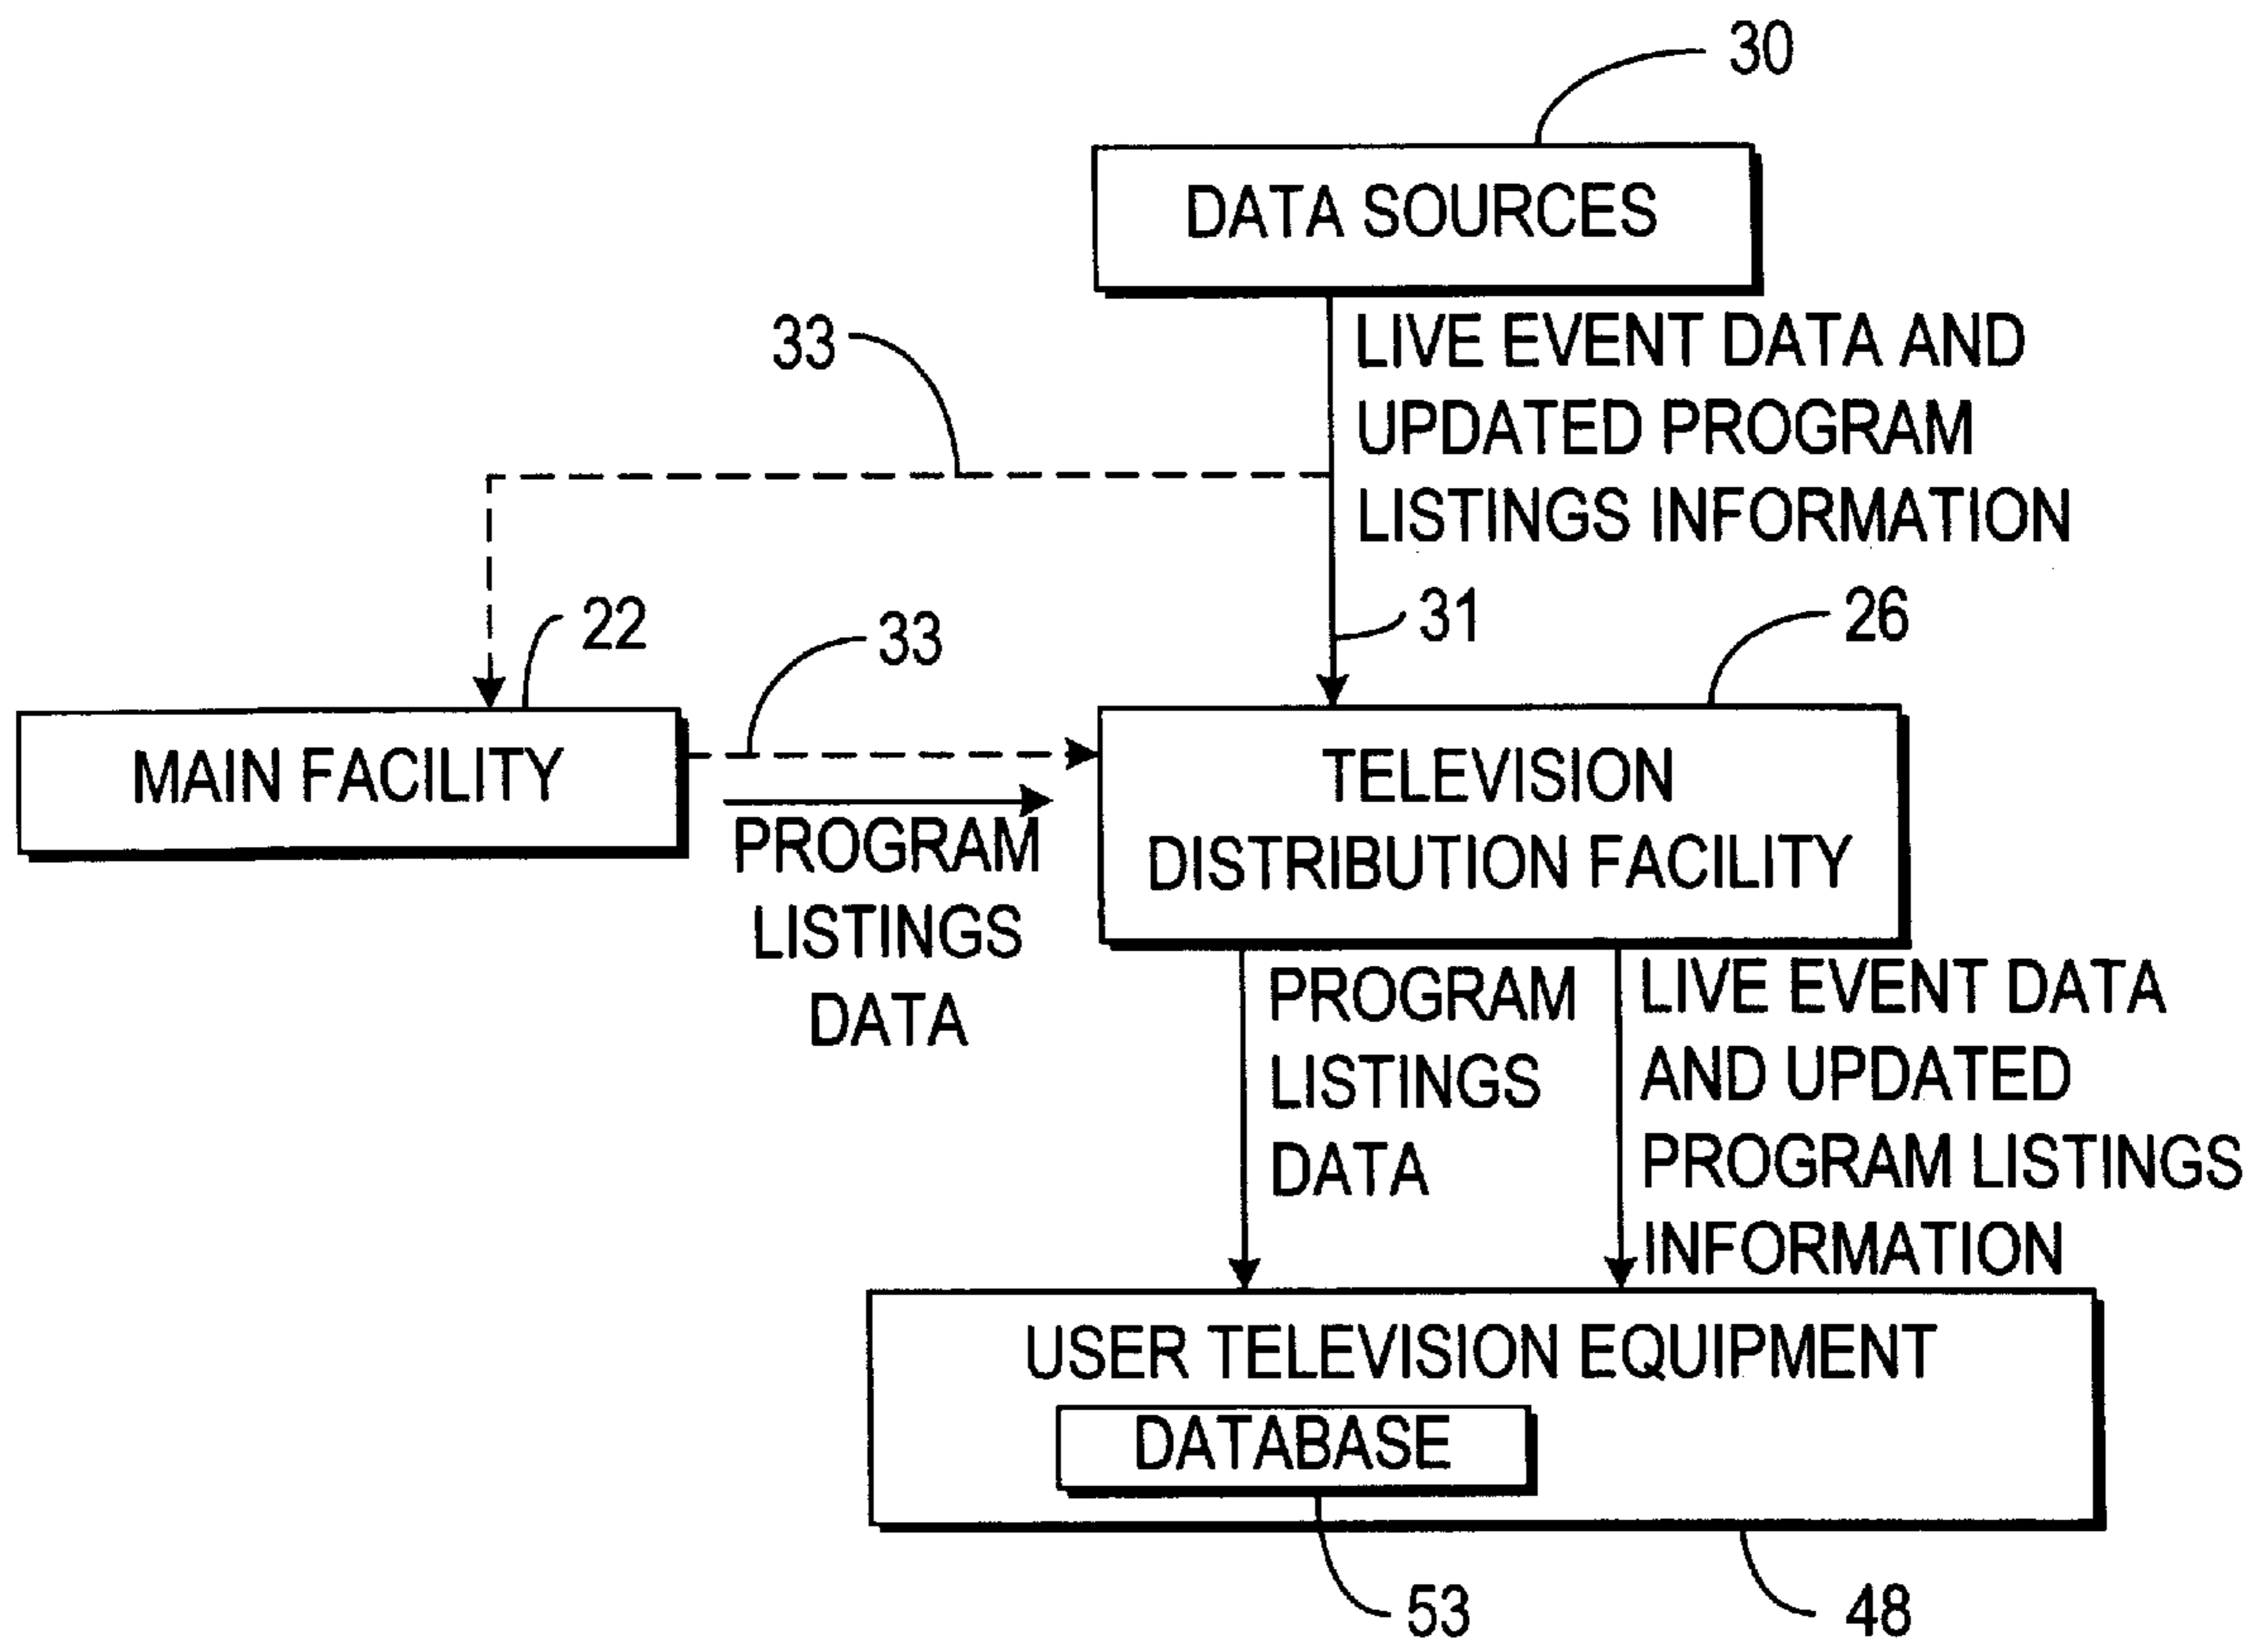 30
DATA SOURCES
33
LIVE EVENT DATA AND
UPDATED PROGRAM
LISTINGS INFORMATION
22
33
31
26
MAIN FACILITY
TELEVISION
DISTRIBUTION FACILITY
PROGRAM
LISTINGS
DATA
PROGRAM
LISTINGS
DATA
LIVE EVENT DATA
AND UPDATED
PROGRAM LISTINGS
INFORMATION
USER TELEVISION EQUIPMENT
DATABASE
53
48